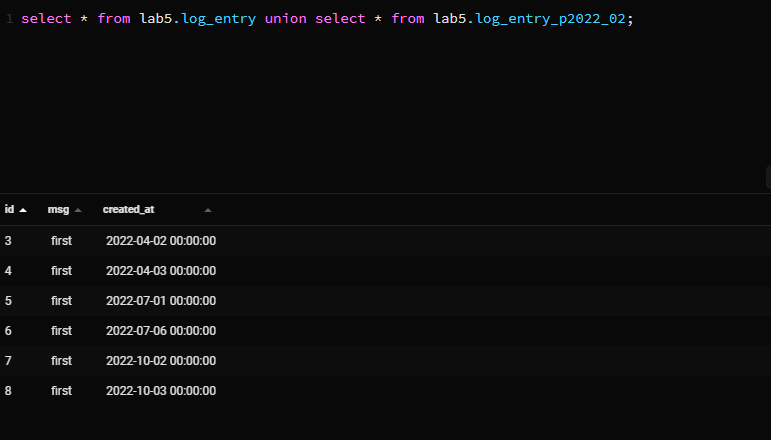 1 select * from lab5.log_entry union select * from lab5.log_entry_p2022_02;
id msg created_at
3 first 2022-04-02 00:00:00
4 first 2022-04-03 00:00:00
5 first 2022-07-01 00:00:00
6 first 2022-07-06 00:00:00
7 first 2022-10-02 00:00:00
8 first 2022-10-03 00:00:00